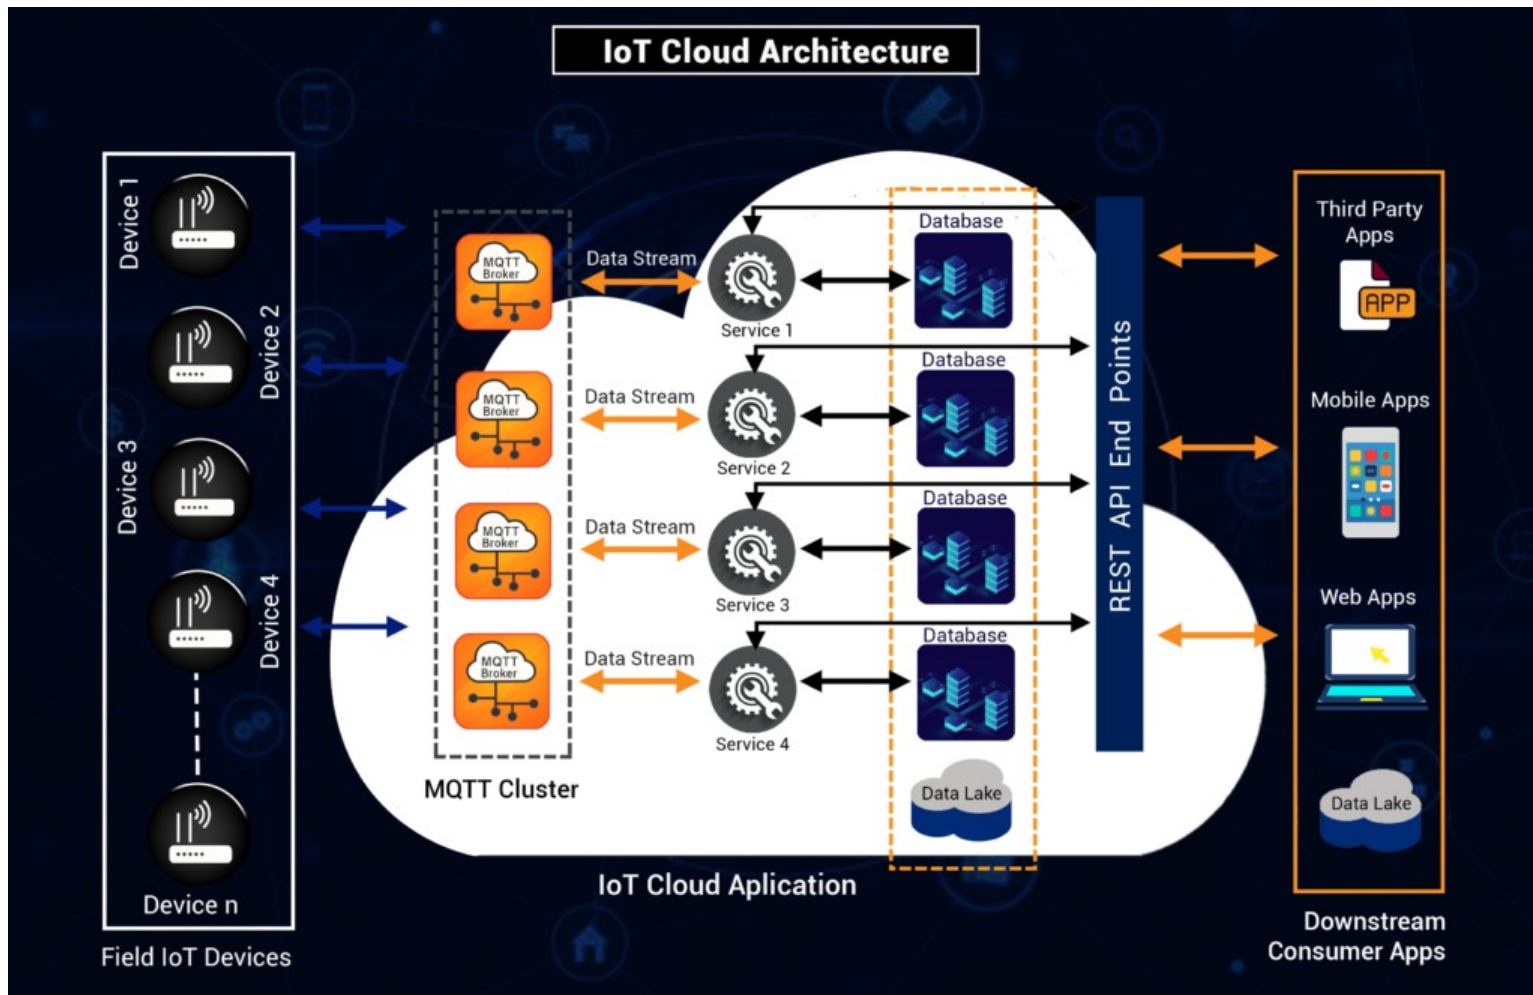 IoT Cloud Architecture
Device 1
Device 2
Device 3
Device 4
Device n
Field IoT Devices
MQTT
Broker
MQTT
Broker
MQTT
Broker
MQTT
Broker
MQTT Cluster
Data Stream
Data Stream
Data Stream
Data Stream
Service 1
Service 2
Service 3
Service 4
Database
Database
Database
Database
Data Lake
IoT Cloud Aplication
REST API End Points
Third Party
Apps
APP
Mobile Apps
Web Apps
Data Lake
Downstream
Consumer Apps